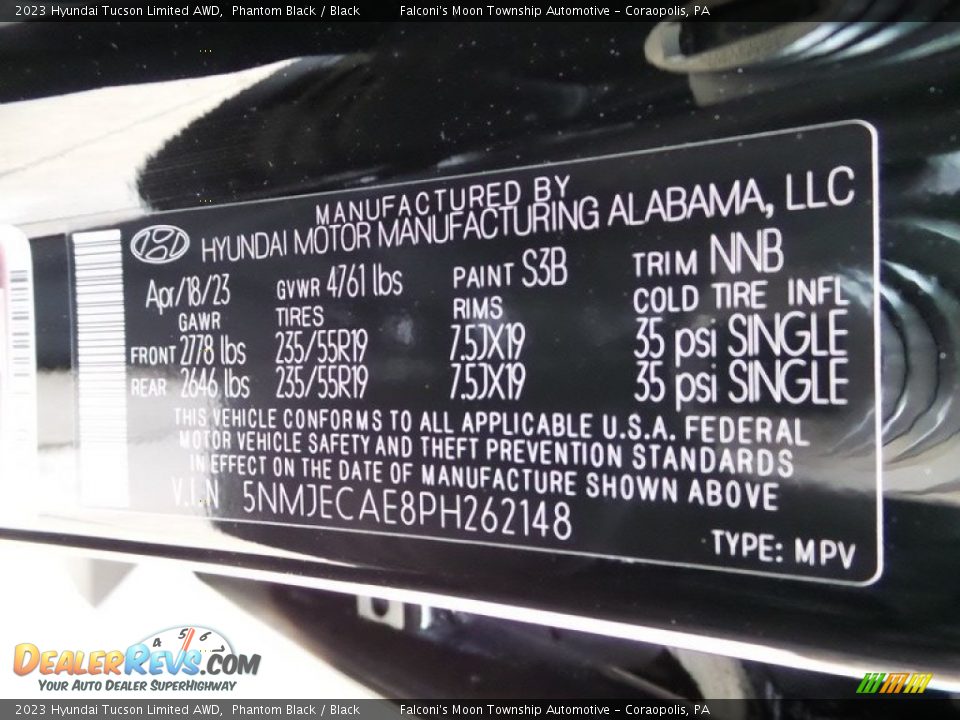 2023 Hyundai Tucson Limited AWD, Phantom Black / Black Falconi's Moon Township Automotive - Coraopolis, PA
MANUFACTURED BY
HYUNDAI MOTOR MANUFACTURING ALABAMA, LLC
Apr/18/23 GVWR 4761 lbs PAINT S3B TRIM NNB
GAWR TIRES RIMS COLD TIRE INFL
FRONT 2778 lbs 235/55R19 7.5JX19 35 psi SINGLE
REAR 2646 lbs 235/55R19 7.5JX19 35 psi SINGLE
THIS VEHICLE CONFORMS TO ALL APPLICABLE U.S.A. FEDERAL
MOTOR VEHICLE SAFETY AND THEFT PREVENTION STANDARDS
IN EFFECT ON THE DATE OF MANUFACTURE SHOWN ABOVE
V.I.N 5NMJECAE8PH262148
TYPE: MPV
4 5 6
DealerRevs.com
Your Auto Dealer SuperHighway
2023 Hyundai Tucson Limited AWD, Phantom Black / Black Falconi's Moon Township Automotive - Coraopolis, PA